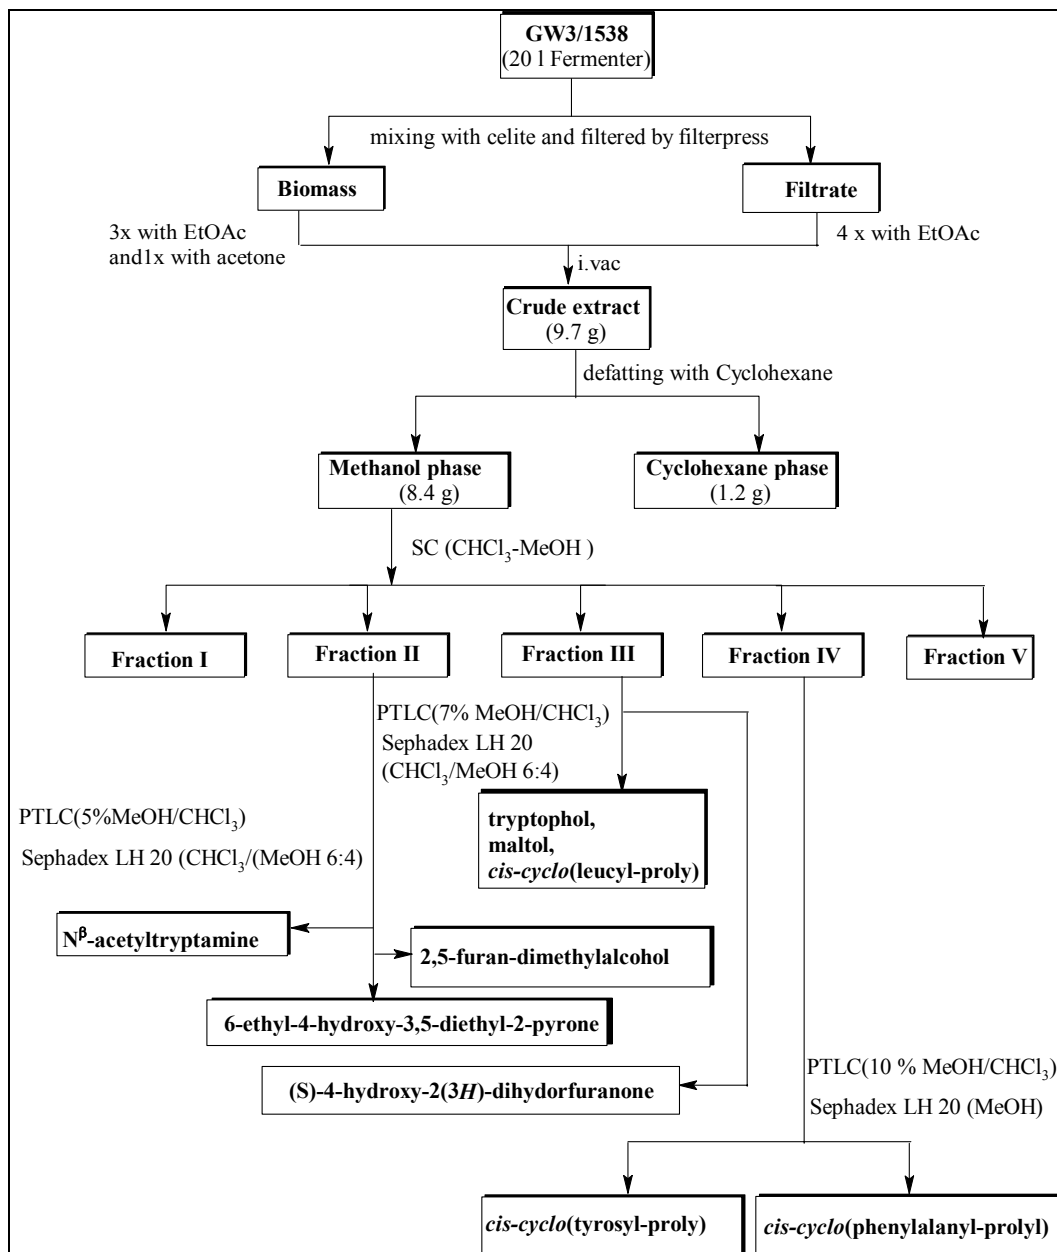 GW3/1538
(20 l Fermenter)
mixing with celite and filtered by filterpress
Biomass
Filtrate
3x with EtOAc
and1x with acetone
4 x with EtOAc
i.vac
Crude extract
(9.7 g)
defatting with Cyclohexane
Methanol phase
(8.4 g)
Cyclohexane phase
(1.2 g)
SC (CHCl₃-MeOH )
Fraction I
Fraction II
Fraction III
Fraction IV
Fraction V
PTLC(7% MeOH/CHCl₃)
Sephadex LH 20
(CHCl₃/MeOH 6:4)
PTLC(5%MeOH/CHCl₃)
Sephadex LH 20 (CHCl₃/(MeOH 6:4)
tryptophol,
maltol,
cis-cyclo(leucyl-proly)
Nᵝ-acetyltryptamine
2,5-furan-dimethylalcohol
6-ethyl-4-hydroxy-3,5-diethyl-2-pyrone
(S)-4-hydroxy-2(3H)-dihydorfuranone
PTLC(10 % MeOH/CHCl₃)
Sephadex LH 20 (MeOH)
cis-cyclo(tyrosyl-proly)
cis-cyclo(phenylalanyl-prolyl)